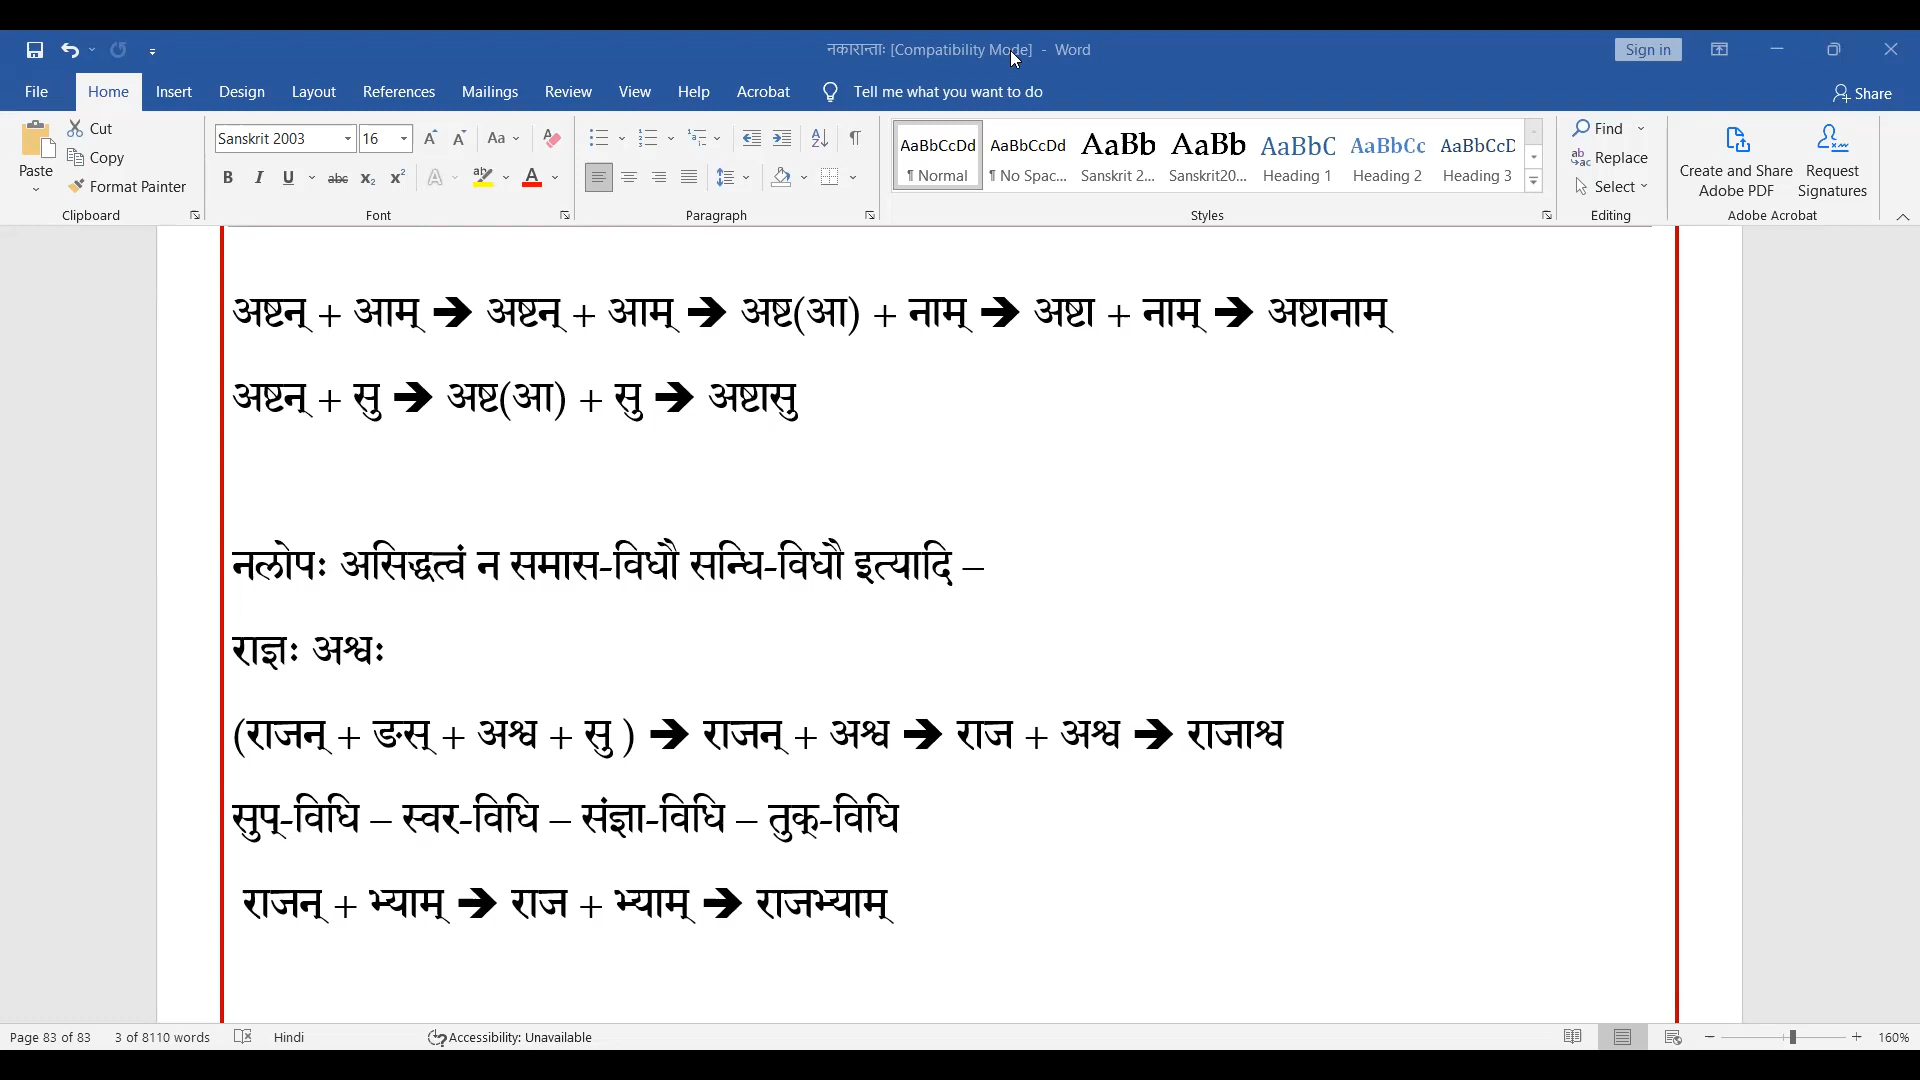 नकारान्ताः [Compatibility Mode] - Word
Sign in
File Home Insert Design Layout References Mailings Review View Help Acrobat Tell me what you want to do Share
Paste Cut Copy Format Painter Clipboard
Sanskrit 2003 16 Aa
B I U abc x₂ x² A ab A
Font
Paragraph
AaBbCcDd AaBbCcDd AaBb AaBb AaBbC AaBbCc AaBbCcD
¶ Normal ¶ No Spac... Sanskrit 2... Sanskrit20... Heading 1 Heading 2 Heading 3
Styles
Find Replace Select Editing
Create and Share Adobe PDF Request Signatures
Adobe Acrobat
अष्टन् + आम् 🡺 अष्टन् + आम् 🡺 अष्ट(आ) + नाम् 🡺 अष्टा + नाम् 🡺 अष्टानाम्
अष्टन् + सु 🡺 अष्ट(आ) + सु 🡺 अष्टासु
नलोपः असिद्धत्वं न समास-विधौ सन्धि-विधौ इत्यादि –
राज्ञः अश्वः
(राजन् + ङस् + अश्व + सु ) 🡺 राजन् + अश्व 🡺 राज + अश्व 🡺 राजाश्व
सुप्-विधि – स्वर-विधि – संज्ञा-विधि – तुक्-विधि
राजन् + भ्याम् 🡺 राज + भ्याम् 🡺 राजभ्याम्
Page 83 of 83 3 of 8110 words Hindi Accessibility: Unavailable 160%